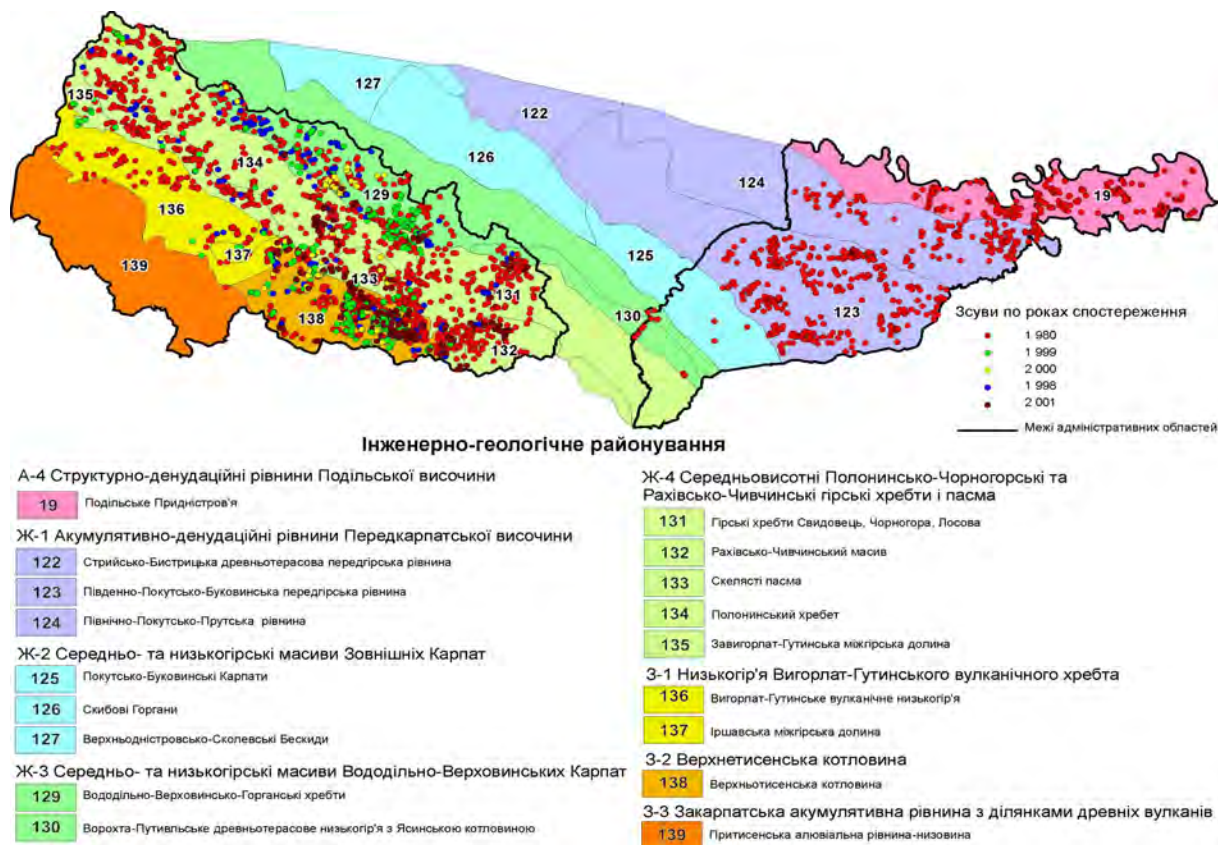 127
122
135
126
134
124
19
129
136
125
137
139
133
131
130
123
138
132
Зсуви по роках спостереження
1 980
1 999
2 000
1 998
2 001
Межі адміністративних областей
Інженерно-геологічне районування
А-4 Структурно-денудаційні рівнини Подільської височини
19 Подільське Придністров'я
Ж-1 Акумулятивно-денудаційні рівнини Передкарпатської височини
122 Стрийсько-Бистрицька древньотерасова передгірська рівнина
123 Південно-Покутсько-Буковинська передгірська рівнина
124 Північно-Покутсько-Прутська рівнина
Ж-2 Середньо- та низькогірські масиви Зовнішніх Карпат
125 Покутсько-Буковинські Карпати
126 Скибові Горгани
127 Верхньодністровсько-Сколевські Бескиди
Ж-3 Середньо- та низькогірські масиви Вододільно-Верховинських Карпат
129 Вододільно-Верховинсько-Горганські хребти
130 Ворохта-Путивльське древньотерасове низькогір'я з Ясинською котловиною
Ж-4 Середньовисотні Полонинсько-Чорногорські та
Рахівсько-Чивчинські гірські хребти і пасма
131 Гірські хребти Свидовець, Чорногора, Лосова
132 Рахівсько-Чивчинський масив
133 Скелясті пасма
134 Полонинський хребет
135 Завигорлат-Гутинська міжгірська долина
З-1 Низькогір'я Вигорлат-Гутинського вулканічного хребта
136 Вигорлат-Гутинське вулканічне низькогір'я
137 Іршавська міжгірська долина
З-2 Верхнетисенська котловина
138 Верхньотисенська котловина
З-3 Закарпатська акумулятивна рівнина з ділянками древніх вулканів
139 Притисенська алювіальна рівнина-низовина